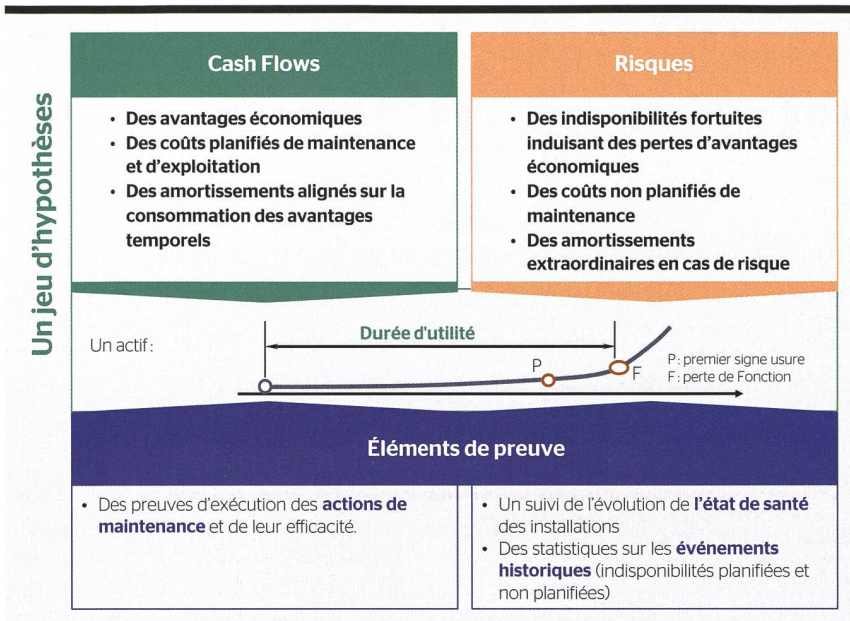 Un jeu d'hypothèses
Cash Flows
• Des avantages économiques
• Des coûts planifiés de maintenance
et d'exploitation
• Des amortissements alignés sur la
consommation des avantages
temporels
Risques
• Des indisponibilités fortuites
induisant des pertes d'avantages
économiques
• Des coûts non planifiés de
maintenance
• Des amortissements
extraordinaires en cas de risque
Un actif :
Durée d'utilité
P
F
P : premier signe usure
F : perte de Fonction
Éléments de preuve
• Des preuves d'exécution des actions de
maintenance et de leur efficacité.
• Un suivi de l'évolution de l'état de santé
des installations
• Des statistiques sur les événements
historiques (indisponibilités planifiées et
non planifiées)